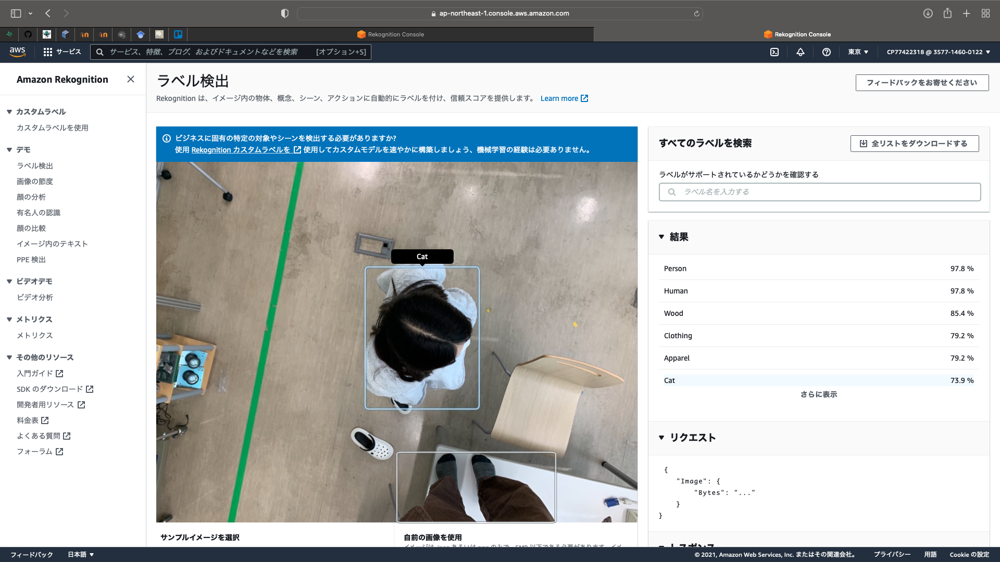 ap-northeast-1.console.aws.amazon.com
Rekognition Console
Rekognition Console
aws
サービス
サービス、特徴、ブログ、およびドキュメントなどを検索
[オプション+S]
東京
CP77422318 @ 3577-1460-0122
Amazon Rekognition
カスタムラベル
カスタムラベルを使用
デモ
ラベル検出
画像の節度
顔の分析
有名人の認識
顔の比較
イメージ内のテキスト
PPE 検出
ビデオデモ
ビデオ分析
メトリクス
メトリクス
その他のリソース
入門ガイド
SDK のダウンロード
開発者用リソース
料金表
よくある質問
フォーラム
ラベル検出
Rekognition は、イメージ内の物体、概念、シーン、アクションに自動的にラベルを付け、信頼スコアを提供します。 Learn more
フィードバックをお寄せください
ビジネスに固有の特定の対象やシーンを検出する必要がありますか?
使用 Rekognition カスタムラベルを 使用してカスタムモデルを速やかに構築しましょう、機械学習の経験は必要ありません。
Cat
サンプルイメージを選択
自前の画像を使用
すべてのラベルを検索
全リストをダウンロードする
ラベルがサポートされているかどうかを確認する
ラベル名を入力する
結果
Person 97.8 %
Human 97.8 %
Wood 85.4 %
Clothing 79.2 %
Apparel 79.2 %
Cat 73.9 %
さらに表示
リクエスト
{
"Image": {
"Bytes": "..."
}
}
フィードバック
日本語
© 2021, Amazon Web Services, Inc. またはその関連会社。
プライバシー
用語
Cookie の設定